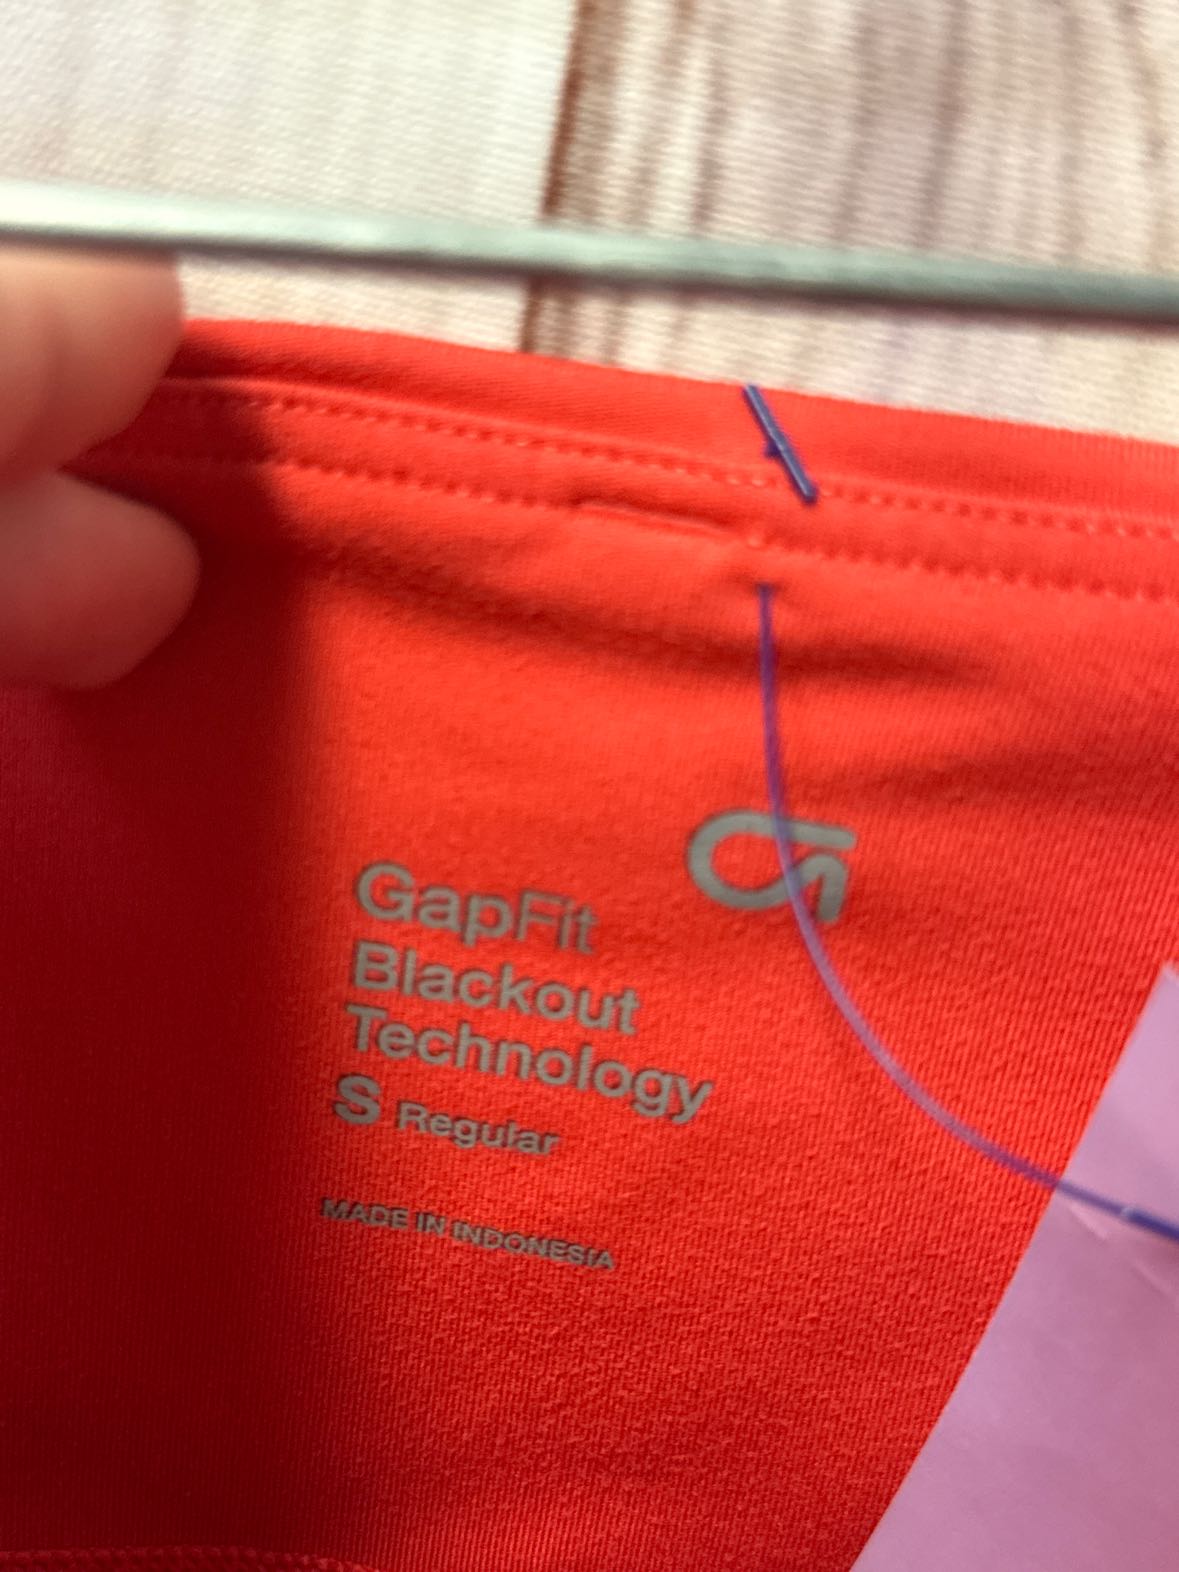 GapFit
Blackout
Technology
S Regular
MADE IN INDONESIA